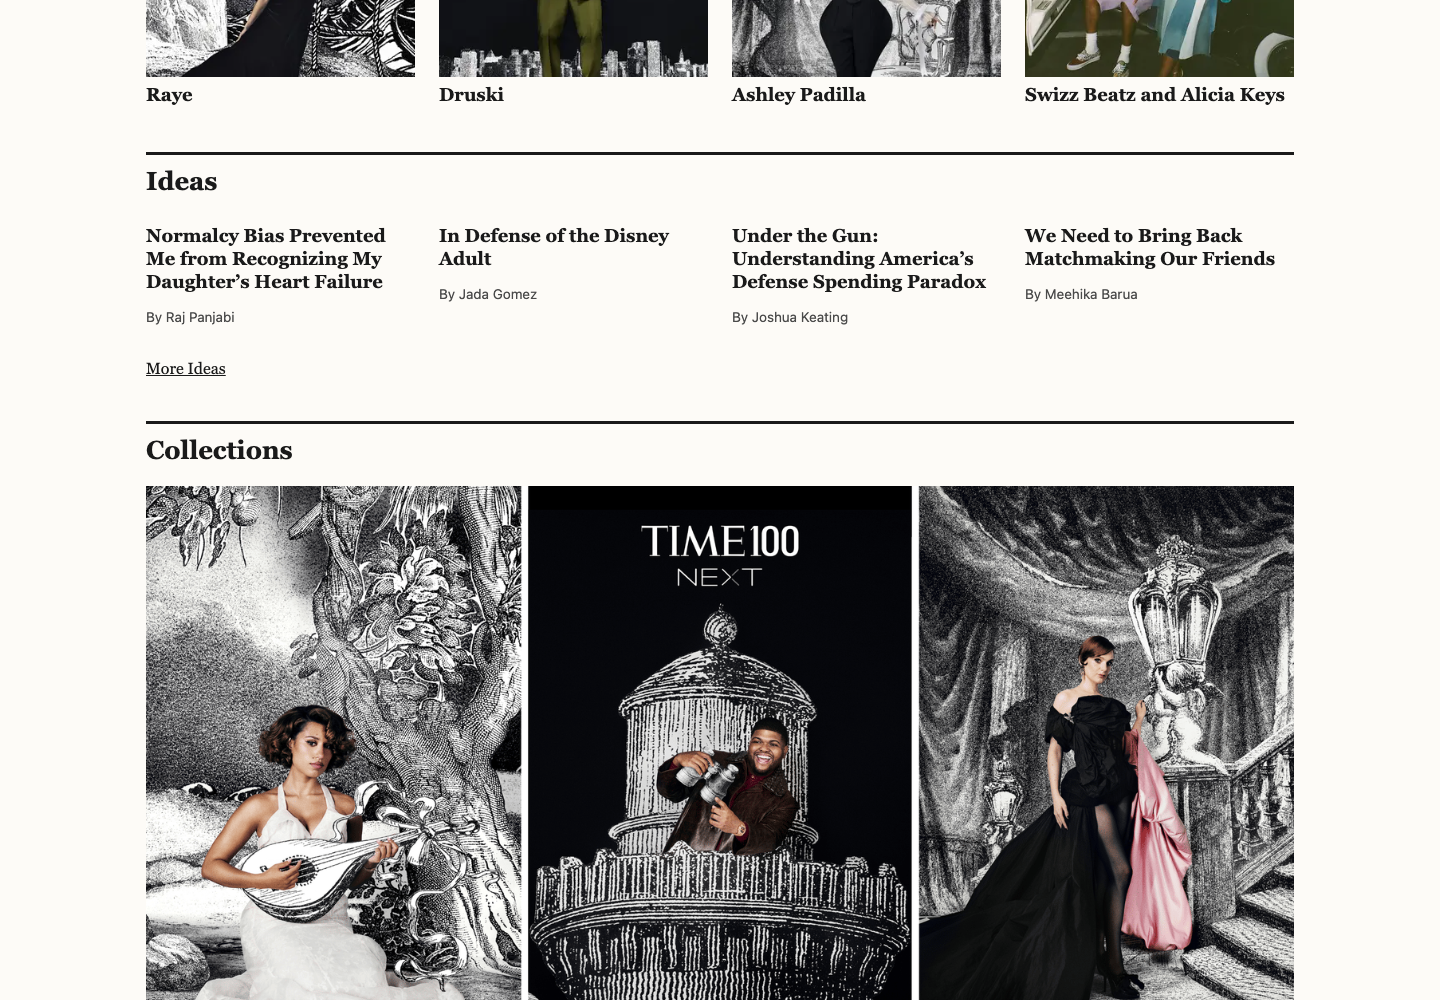 Raye
Druski
Ashley Padilla
Swizz Beatz and Alicia Keys
Ideas
Normalcy Bias Prevented
Me from Recognizing My
Daughter’s Heart Failure
By Raj Panjabi
In Defense of the Disney
Adult
By Jada Gomez
Under the Gun:
Understanding America’s
Defense Spending Paradox
By Joshua Keating
We Need to Bring Back
Matchmaking Our Friends
By Meehika Barua
More Ideas
Collections
TIME100
NEXT